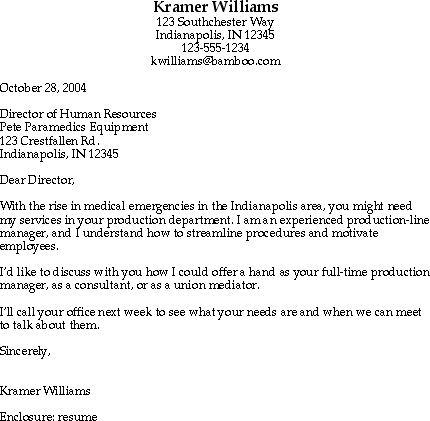 Kramer Williams
123 Southchester Way
Indianapolis, IN 12345
123-555-1234
kwilliams@bamboo.com
October 28, 2004
Director of Human Resources
Pete Paramedics Equipment
123 Crestfallen Rd.
Indianapolis, IN 12345
Dear Director,
With the rise in medical emergencies in the Indianapolis area, you might need
my services in your production department. I am an experienced production-line
manager, and I understand how to streamline procedures and motivate
employees.
I'd like to discuss with you how I could offer a hand as your full-time production
manager, as a consultant, or as a union mediator.
I'll call your office next week to see what your needs are and when we can meet
to talk about them.
Sincerely,
Kramer Williams
Enclosure: resume